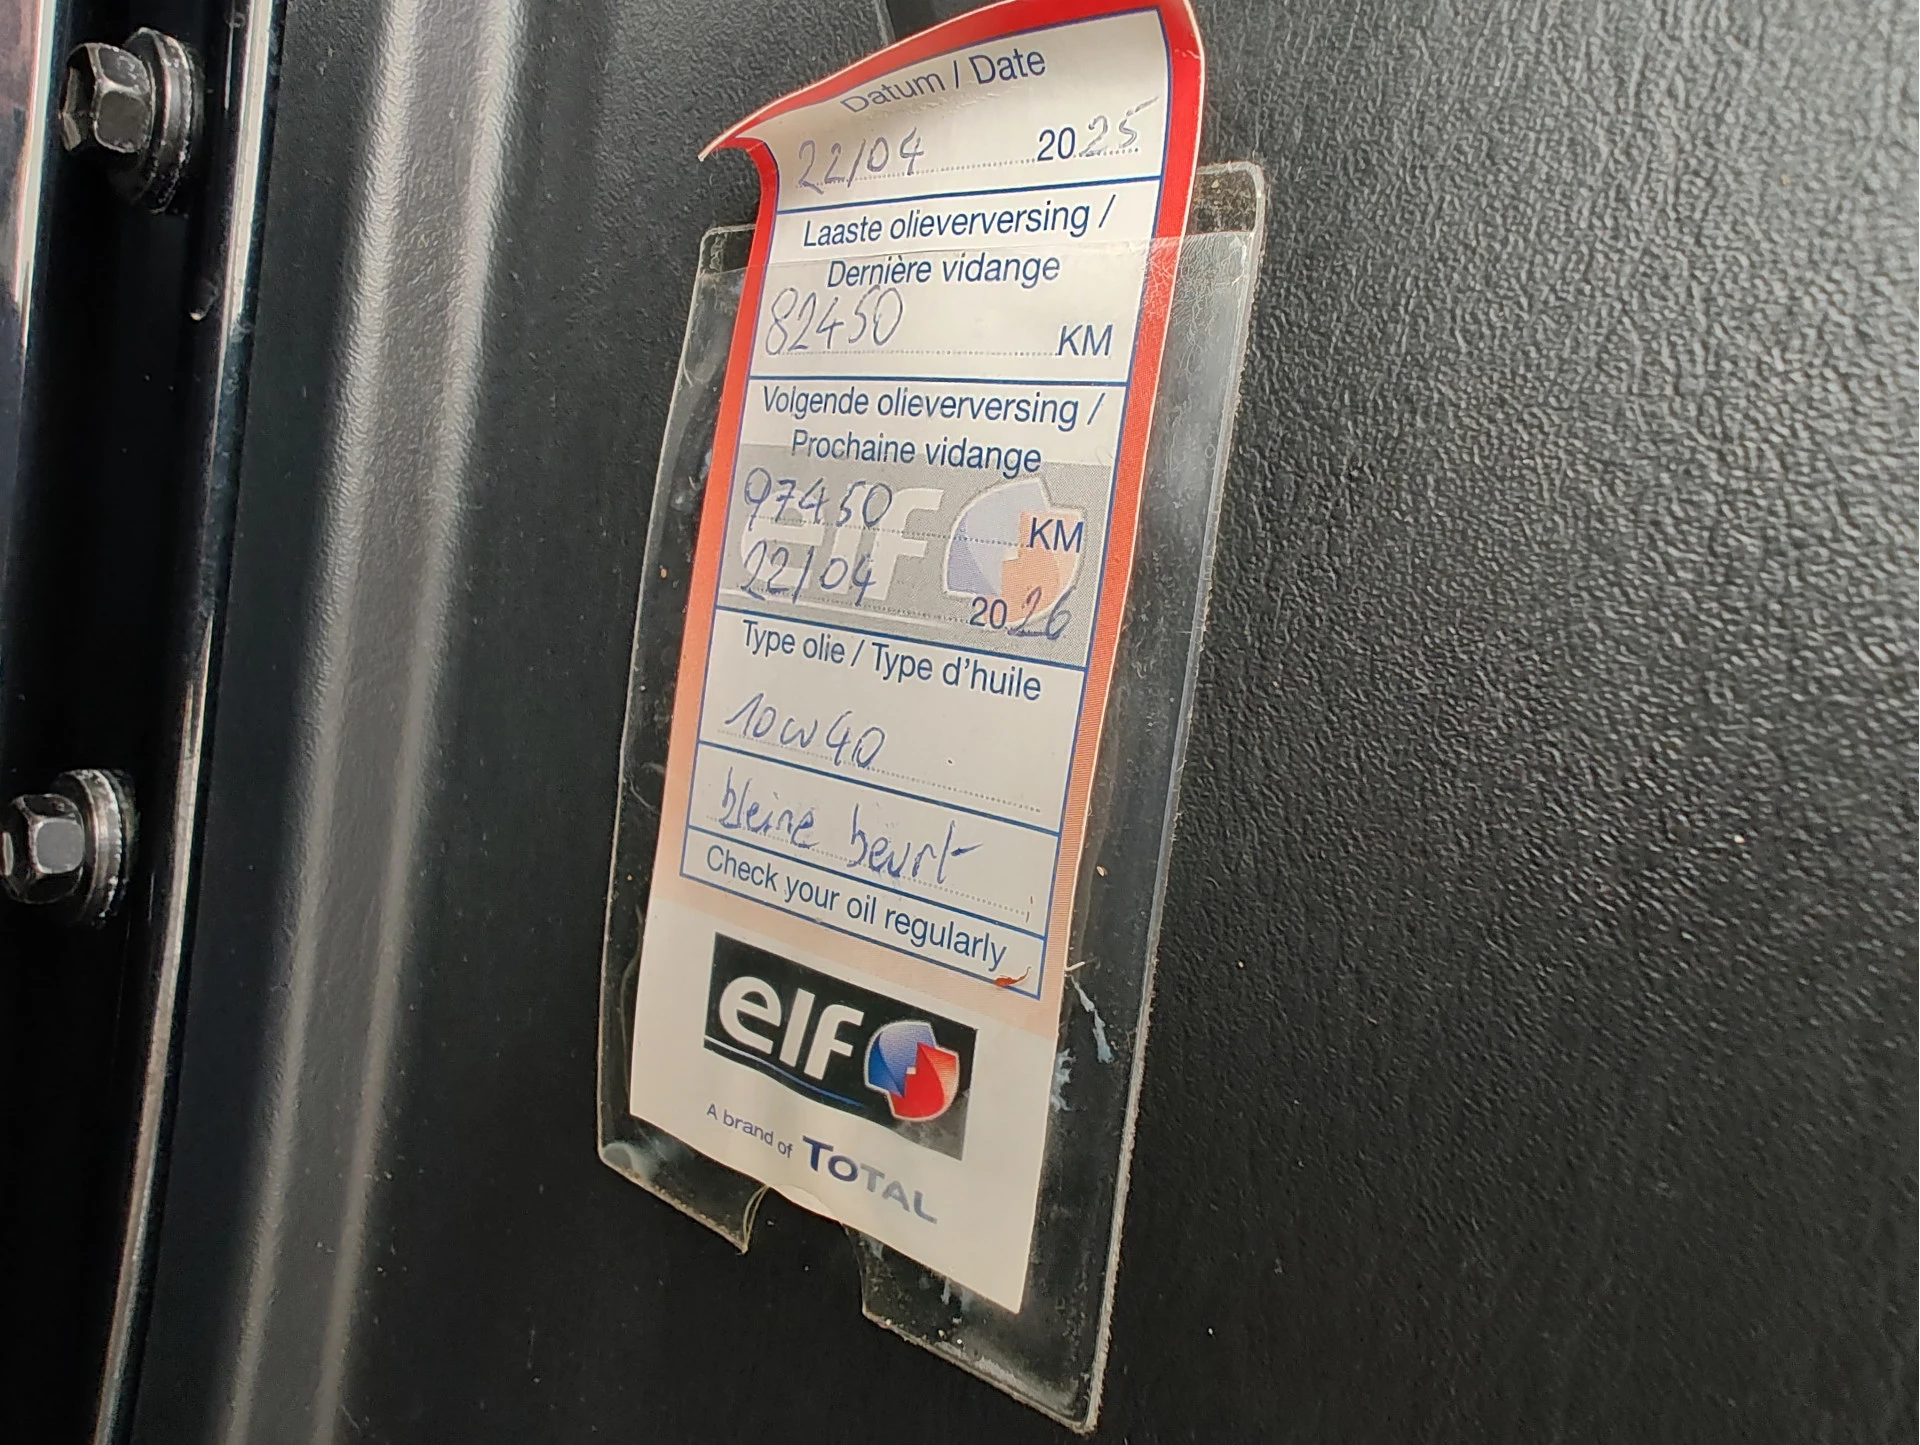 Datum / Date
22/04 2025
Laaste olieverversing /
Dernière vidange
82450 KM
Volgende olieverversing /
Prochaine vidange
97450 KM
22/04 2026
Type olie / Type d'huile
10w40
kleine beurt
Check your oil regularly
elf
A brand of TOTAL